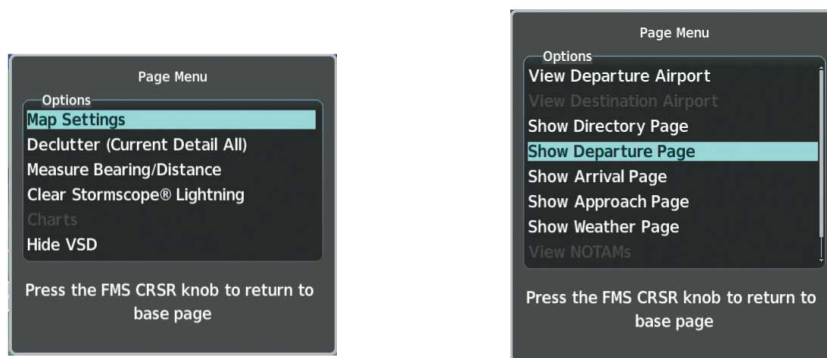 Page Menu
Options
Map Settings
Declutter (Current Detail All)
Measure Bearing/Distance
Clear Stormscope® Lightning
Charts
Hide VSD
Press the FMS CRSR knob to return to
base page
Page Menu
Options
View Departure Airport
View Destination Airport
Show Directory Page
Show Departure Page
Show Arrival Page
Show Approach Page
Show Weather Page
View NOTAMs
Press the FMS CRSR knob to return to
base page